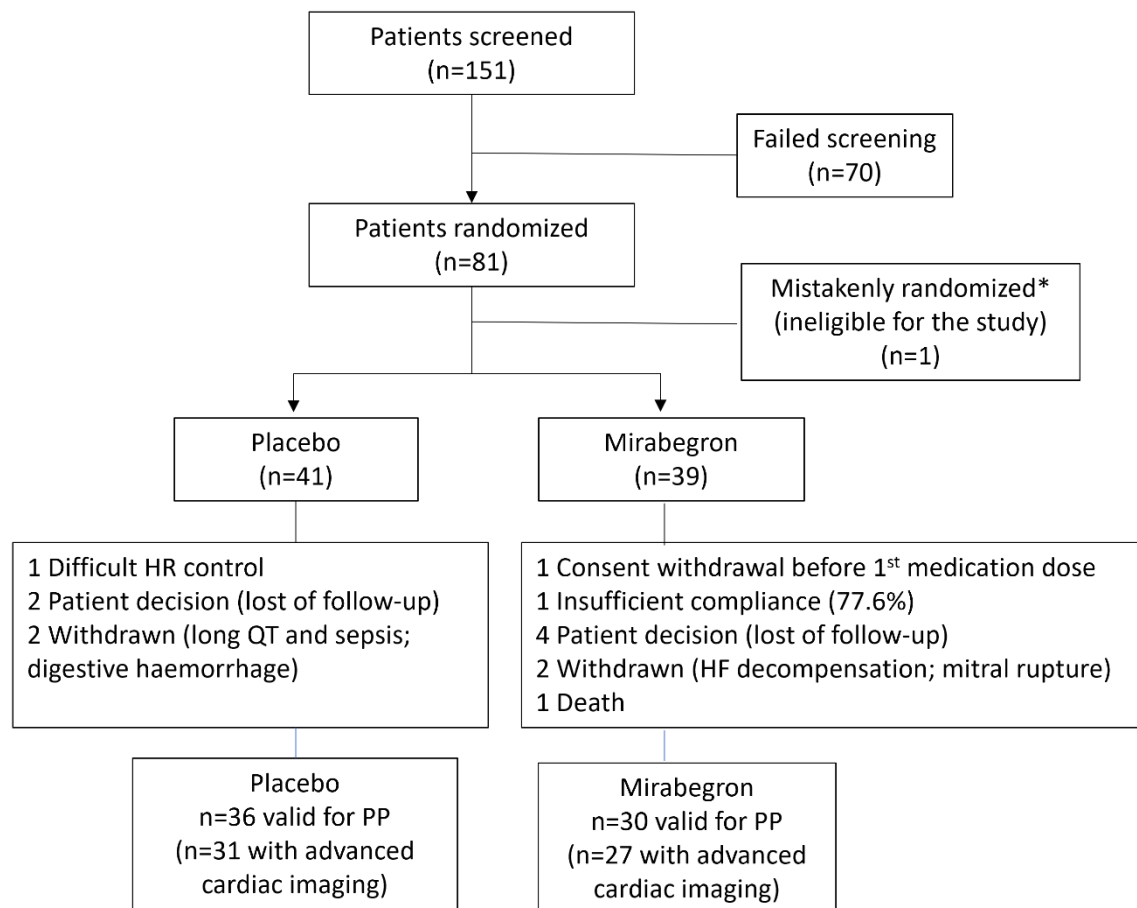 Patients screened
(n=151)
Failed screening
(n=70)
Patients randomized
(n=81)
Mistakenly randomized*
(ineligible for the study)
(n=1)
Placebo
(n=41)
Mirabegron
(n=39)
1 Difficult HR control
2 Patient decision (lost of follow-up)
2 Withdrawn (long QT and sepsis;
digestive haemorrhage)
1 Consent withdrawal before 1st medication dose
1 Insufficient compliance (77.6%)
4 Patient decision (lost of follow-up)
2 Withdrawn (HF decompensation; mitral rupture)
1 Death
Placebo
n=36 valid for PP
(n=31 with advanced
cardiac imaging)
Mirabegron
n=30 valid for PP
(n=27 with advanced
cardiac imaging)